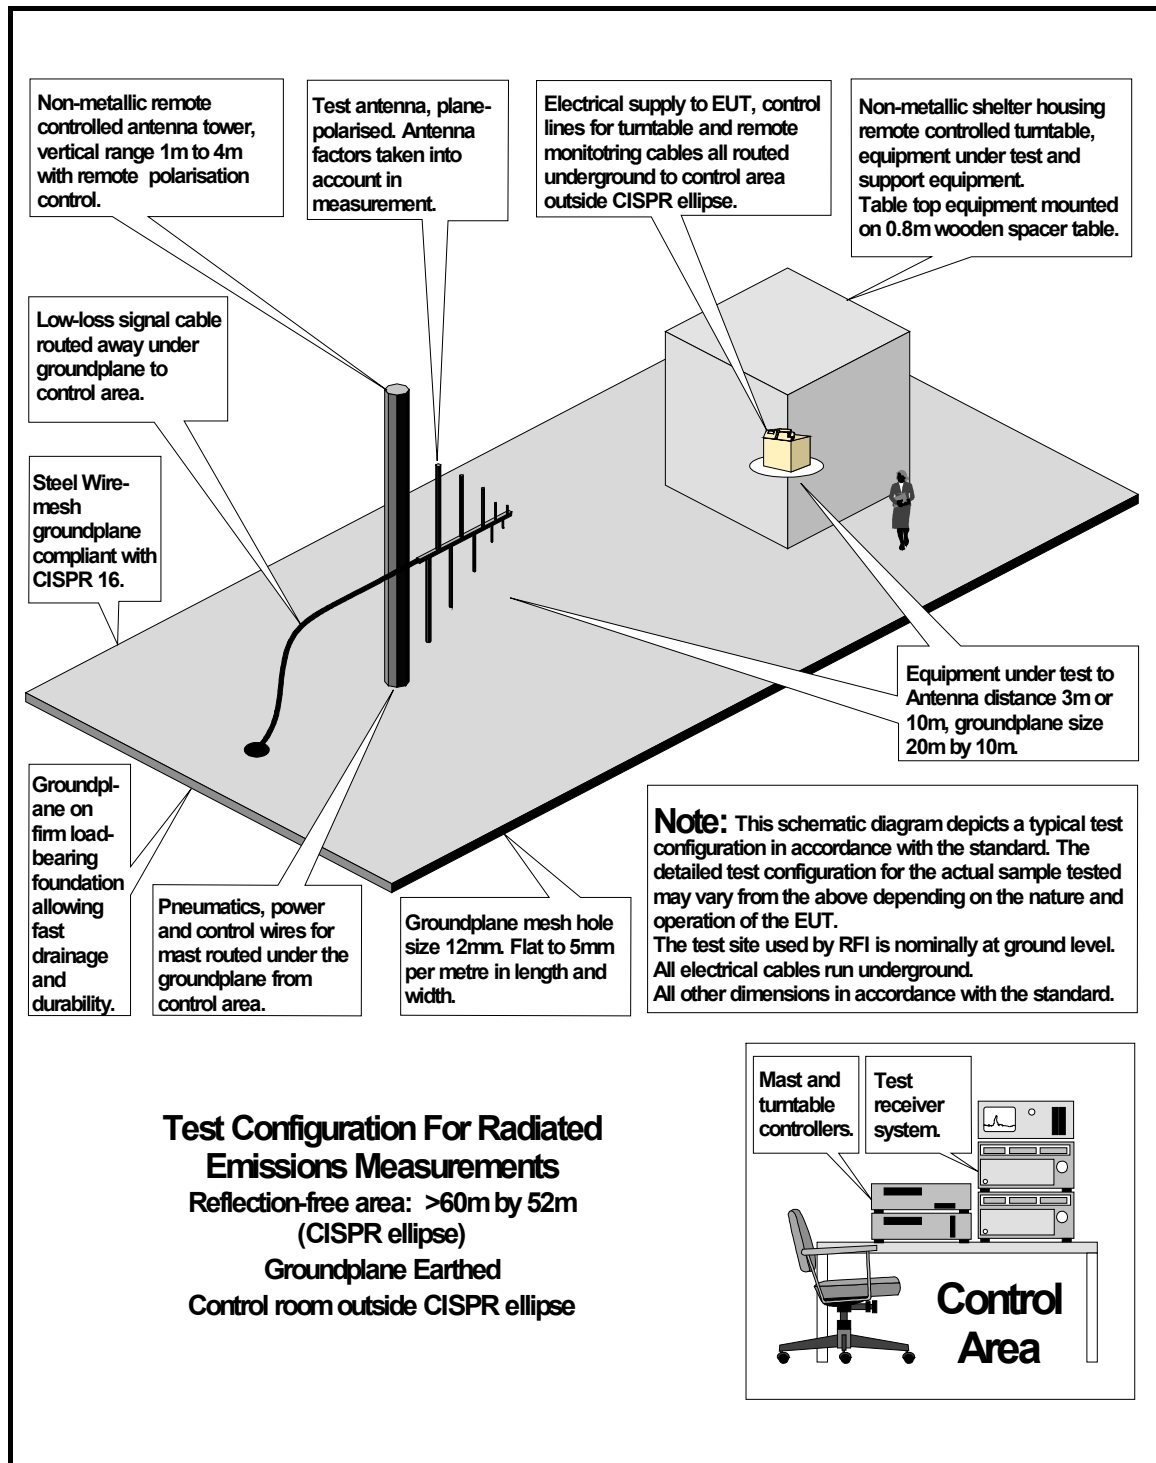 Non-metallic remote
controlled antenna tower,
vertical range 1m to 4m
with remote polarisation
control.
Test antenna, plane-
polarised. Antenna
factors taken into
account in
measurement.
Electrical supply to EUT, control
lines for turntable and remote
monitotring cables all routed
underground to control area
outside CISPR ellipse.
Non-metallic shelter housing
remote controlled turntable,
equipment under test and
support equipment.
Table top equipment mounted
on 0.8m wooden spacer table.
Low-loss signal cable
routed away under
groundplane to
control area.
Steel Wire-
mesh
groundplane
compliant with
CISPR 16.
Equipment under test to
Antenna distance 3m or
10m, groundplane size
20m by 10m.
Groundpl-
ane on
firm load-
bearing
foundation
allowing
fast
drainage
and
durability.
Pneumatics, power
and control wires for
mast routed under the
groundplane from
control area.
Groundplane mesh hole
size 12mm. Flat to 5mm
per metre in length and
width.
Note: This schematic diagram depicts a typical test
configuration in accordance with the standard. The
detailed test configuration for the actual sample tested
may vary from the above depending on the nature and
operation of the EUT.
The test site used by RFI is nominally at ground level.
All electrical cables run underground.
All other dimensions in accordance with the standard.
Test Configuration For Radiated
Emissions Measurements
Reflection-free area: >60m by 52m
(CISPR ellipse)
Groundplane Earthed
Control room outside CISPR ellipse
Mast and
turntable
controllers.
Test
receiver
system.
Control
Area